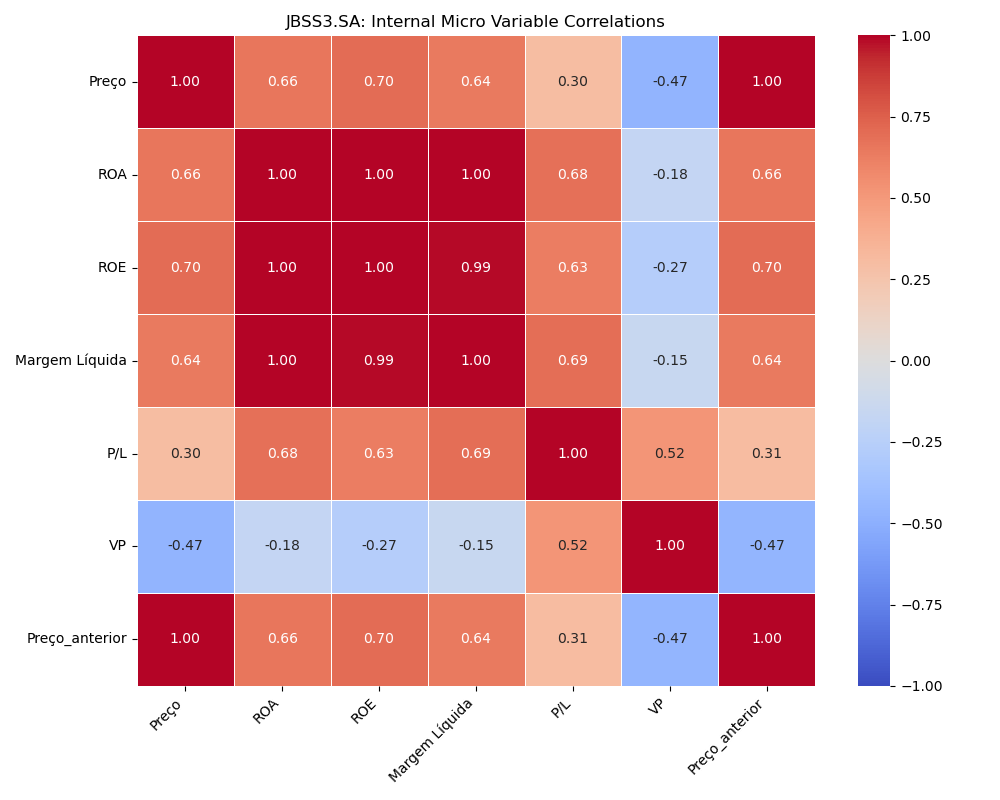 JBSS3.SA: Internal Micro Variable Correlations
Preço 1.00 0.66 0.70 0.64 0.30 -0.47 1.00
ROA 0.66 1.00 1.00 1.00 0.68 -0.18 0.66
ROE 0.70 1.00 1.00 0.99 0.63 -0.27 0.70
Margem Líquida 0.64 1.00 0.99 1.00 0.69 -0.15 0.64
P/L 0.30 0.68 0.63 0.69 1.00 0.52 0.31
VP -0.47 -0.18 -0.27 -0.15 0.52 1.00 -0.47
Preço_anterior 1.00 0.66 0.70 0.64 0.31 -0.47 1.00
Preço ROA ROE Margem Líquida P/L VP Preço_anterior
1.00
0.75
0.50
0.25
0.00
−0.25
−0.50
−0.75
−1.00